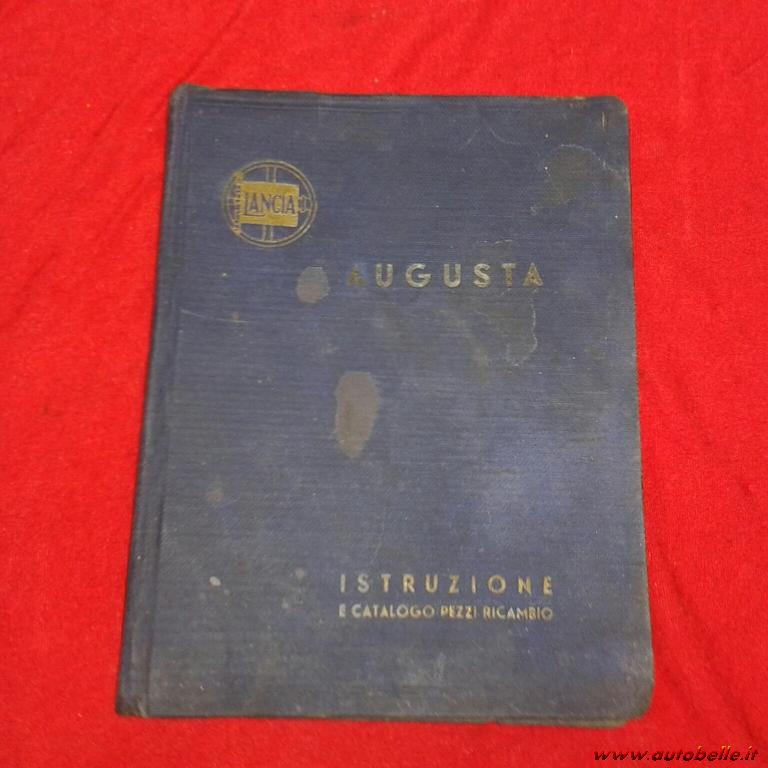 LANCIA
AUGUSTA
ISTRUZIONE
E CATALOGO PEZZI RICAMBIO
www.autobelle.it